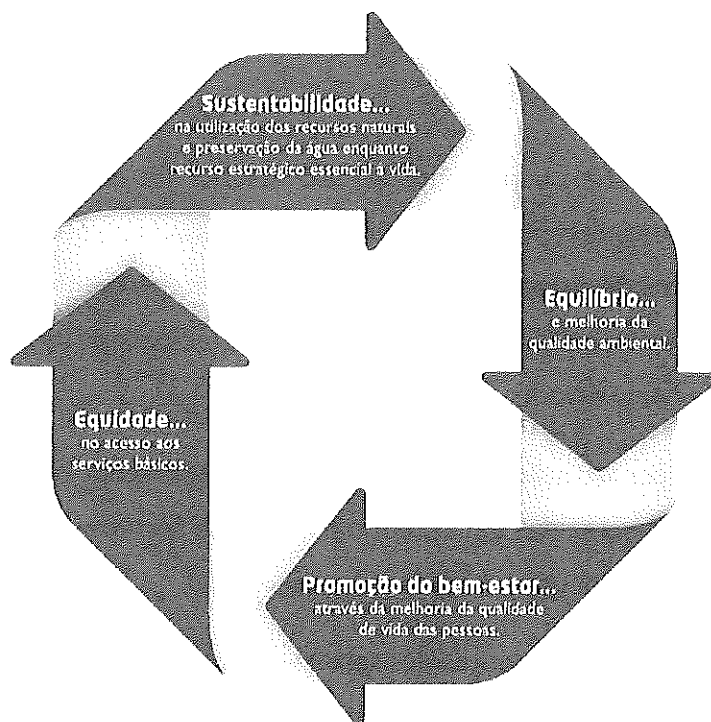 Sustentabilidade...
na utilização dos recursos naturais
e preservação da água enquanto
recurso estratégico essencial à vida.
Equilíbrio...
e melhoria da
qualidade ambiental.
Equidade...
no acesso aos
serviços básicos.
Promoção do bem-estar...
através da melhoria da qualidade
de vida das pessoas.